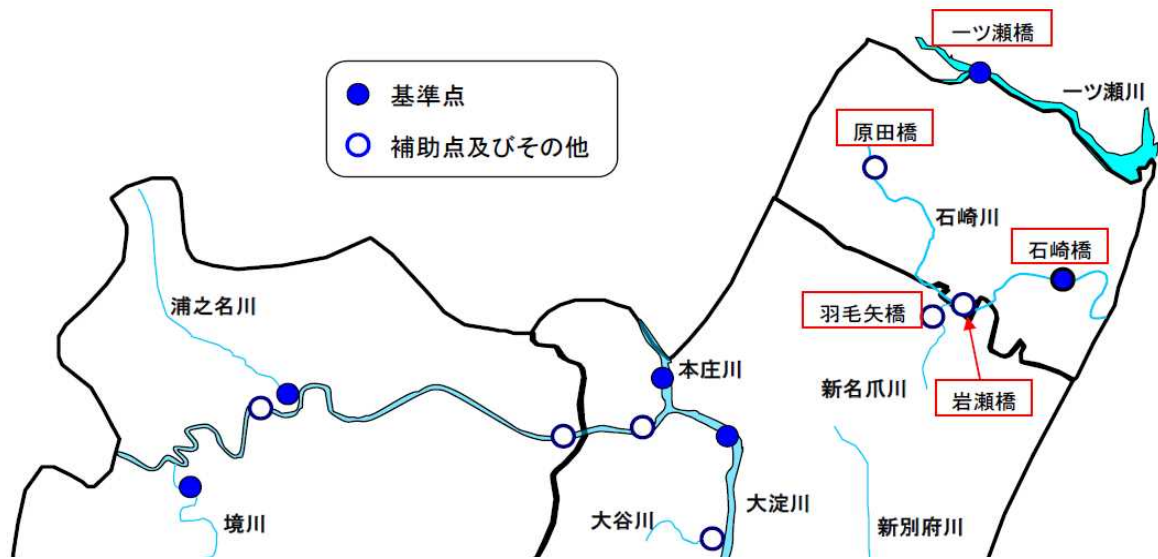 一ツ瀬橋
一ツ瀬川
基準点
補助点及びその他
原田橋
石崎川
石崎橋
浦之名川
羽毛矢橋
本庄川
新名爪川
岩瀬橋
境川
大谷川
大淀川
新別府川